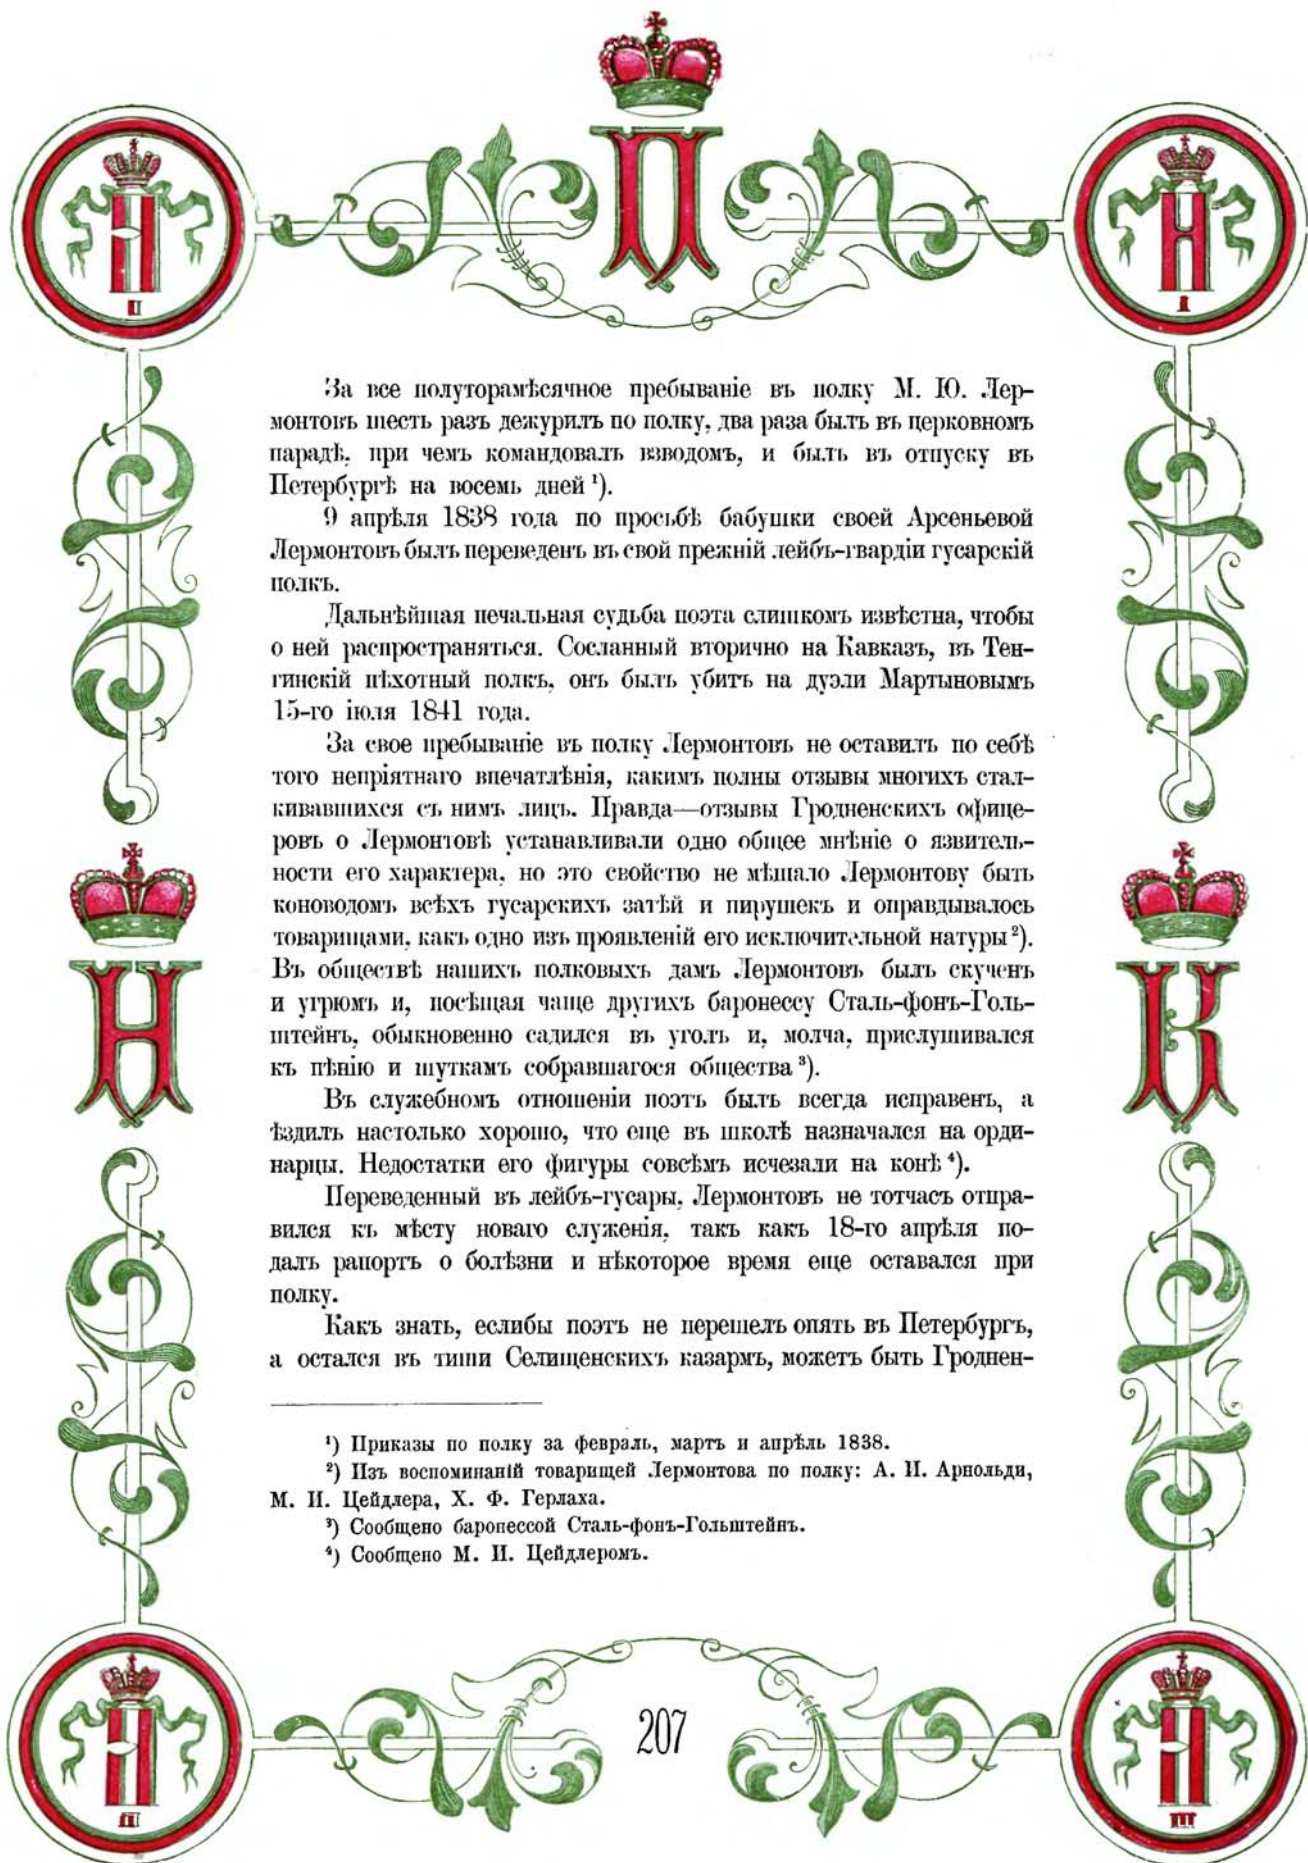 П
II
I
За все полуторамѣсячное пребываніе въ полку М. Ю. Лер-
монтовъ шесть разъ дежурилъ по полку, два раза былъ въ церковномъ
парадѣ, при чемъ командовалъ взводомъ, и былъ въ отпуску въ
Петербургѣ на восемь дней ¹).
9 апрѣля 1838 года по просьбѣ бабушки своей Арсеньевой
Лермонтовъ былъ переведенъ въ свой прежній лейбъ-гвардіи гусарскій
полкъ.
Дальнѣйшая печальная судьба поэта слишкомъ извѣстна, чтобы
о ней распространяться. Сосланный вторично на Кавказъ, въ Тен-
гинскій пѣхотный полкъ, онъ былъ убитъ на дуэли Мартыновымъ
15-го іюля 1841 года.
За свое пребываніе въ полку Лермонтовъ не оставилъ по себѣ
того непріятнаго впечатлѣнія, какимъ полны отзывы многихъ стал-
кивавшихся съ нимъ лицъ. Правда—отзывы Гродненскихъ офице-
ровъ о Лермонтовѣ устанавливали одно общее мнѣніе о язвитель-
ности его характера, но это свойство не мѣшало Лермонтову быть
коноводомъ всѣхъ гусарскихъ затѣй и пирушекъ и оправдывалось
товарищами, какъ одно изъ проявленій его исключительной натуры ²).
Въ обществѣ нашихъ полковыхъ дамъ Лермонтовъ былъ скученъ
и угрюмъ и, посѣщая чаще другихъ баронессу Сталь-фонъ-Голь-
штейнъ, обыкновенно садился въ уголъ и, молча, прислушивался
къ пѣнію и шуткамъ собравшагося общества ³).
Въ служебномъ отношеніи поэтъ былъ всегда исправенъ, а
ѣздилъ настолько хорошо, что еще въ школѣ назначался на орди-
нарцы. Недостатки его фигуры совсѣмъ исчезали на конѣ ⁴).
Переведенный въ лейбъ-гусары, Лермонтовъ не тотчасъ отпра-
вился къ мѣсту новаго служенія, такъ какъ 18-го апрѣля по-
далъ рапортъ о болѣзни и нѣкоторое время еще оставался при
полку.
Какъ знать, еслибы поэтъ не перешелъ опять въ Петербургъ,
а остался въ тиши Селищенскихъ казармъ, можетъ быть Гроднен-
¹) Приказы по полку за февраль, мартъ и апрѣль 1838.
²) Изъ воспоминаній товарищей Лермонтова по полку: А. И. Арнольди,
М. И. Цейдлера, Х. Ф. Герлаха.
³) Сообщено баронессой Сталь-фонъ-Гольштейнъ.
⁴) Сообщено М. И. Цейдлеромъ.
Н
К
207
II
III